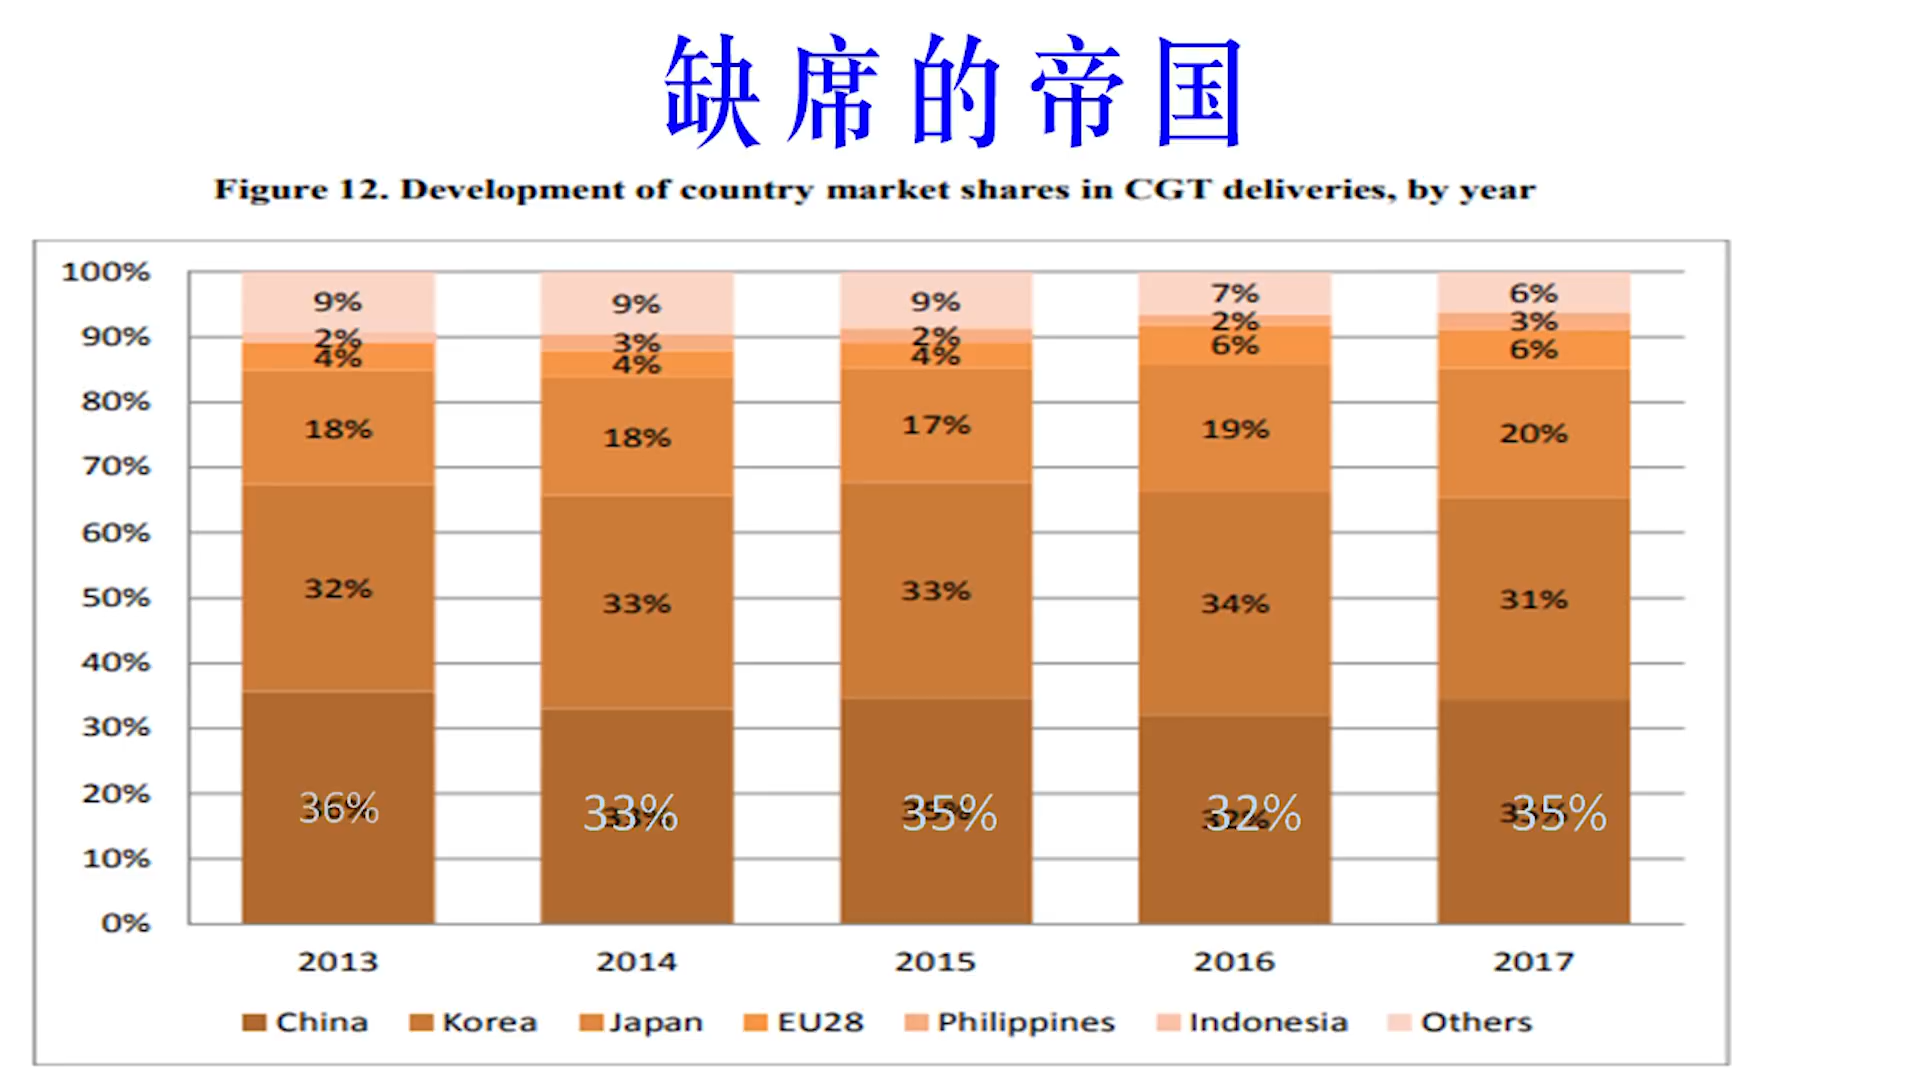 缺席的帝国
Figure 12. Development of country market shares in CGT deliveries, by year
100%
90%
80%
70%
60%
50%
40%
30%
20%
10%
0%
9% 9% 9% 7% 6%
2% 3% 2% 2% 3%
4% 4% 4% 6% 6%
18% 18% 17% 19% 20%
32% 33% 33% 34% 31%
36% 33% 35% 32% 35%
2013 2014 2015 2016 2017
China Korea Japan EU28 Philippines Indonesia Others